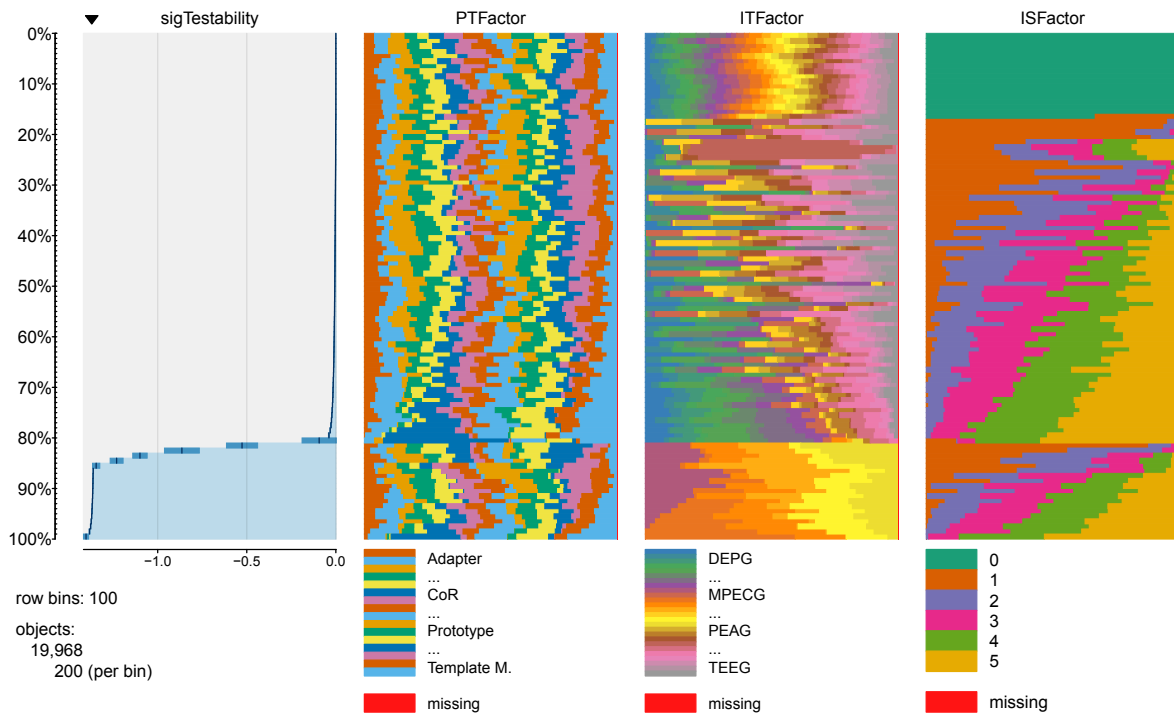 sigTestability PTFactor ITFactor ISFactor
0%
10%
20%
30%
40%
50%
60%
70%
80%
90%
100%
−1.0 −0.5 0.0
row bins: 100
objects:
19,968
200 (per bin)
Adapter
...
CoR
...
Prototype
...
Template M.
missing
DEPG
...
MPECG
...
PEAG
...
TEEG
missing
0
1
2
3
4
5
missing